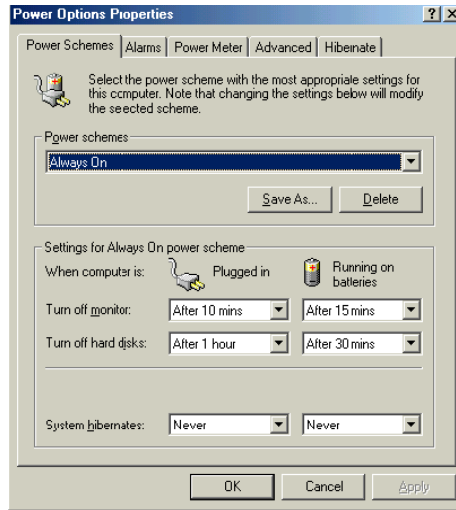 Power Options Properties
Power Schemes Alarms Power Meter Advanced Hibernate
Select the power scheme with the most appropriate settings for
this computer. Note that changing the settings below will modify
the selected scheme.
Power schemes
Always On
Save As... Delete
Settings for Always On power scheme
When computer is: Plugged in Running on
batteries
Turn off monitor: After 10 mins After 15 mins
Turn off hard disks: After 1 hour After 30 mins
System hibernates: Never Never
OK Cancel Apply